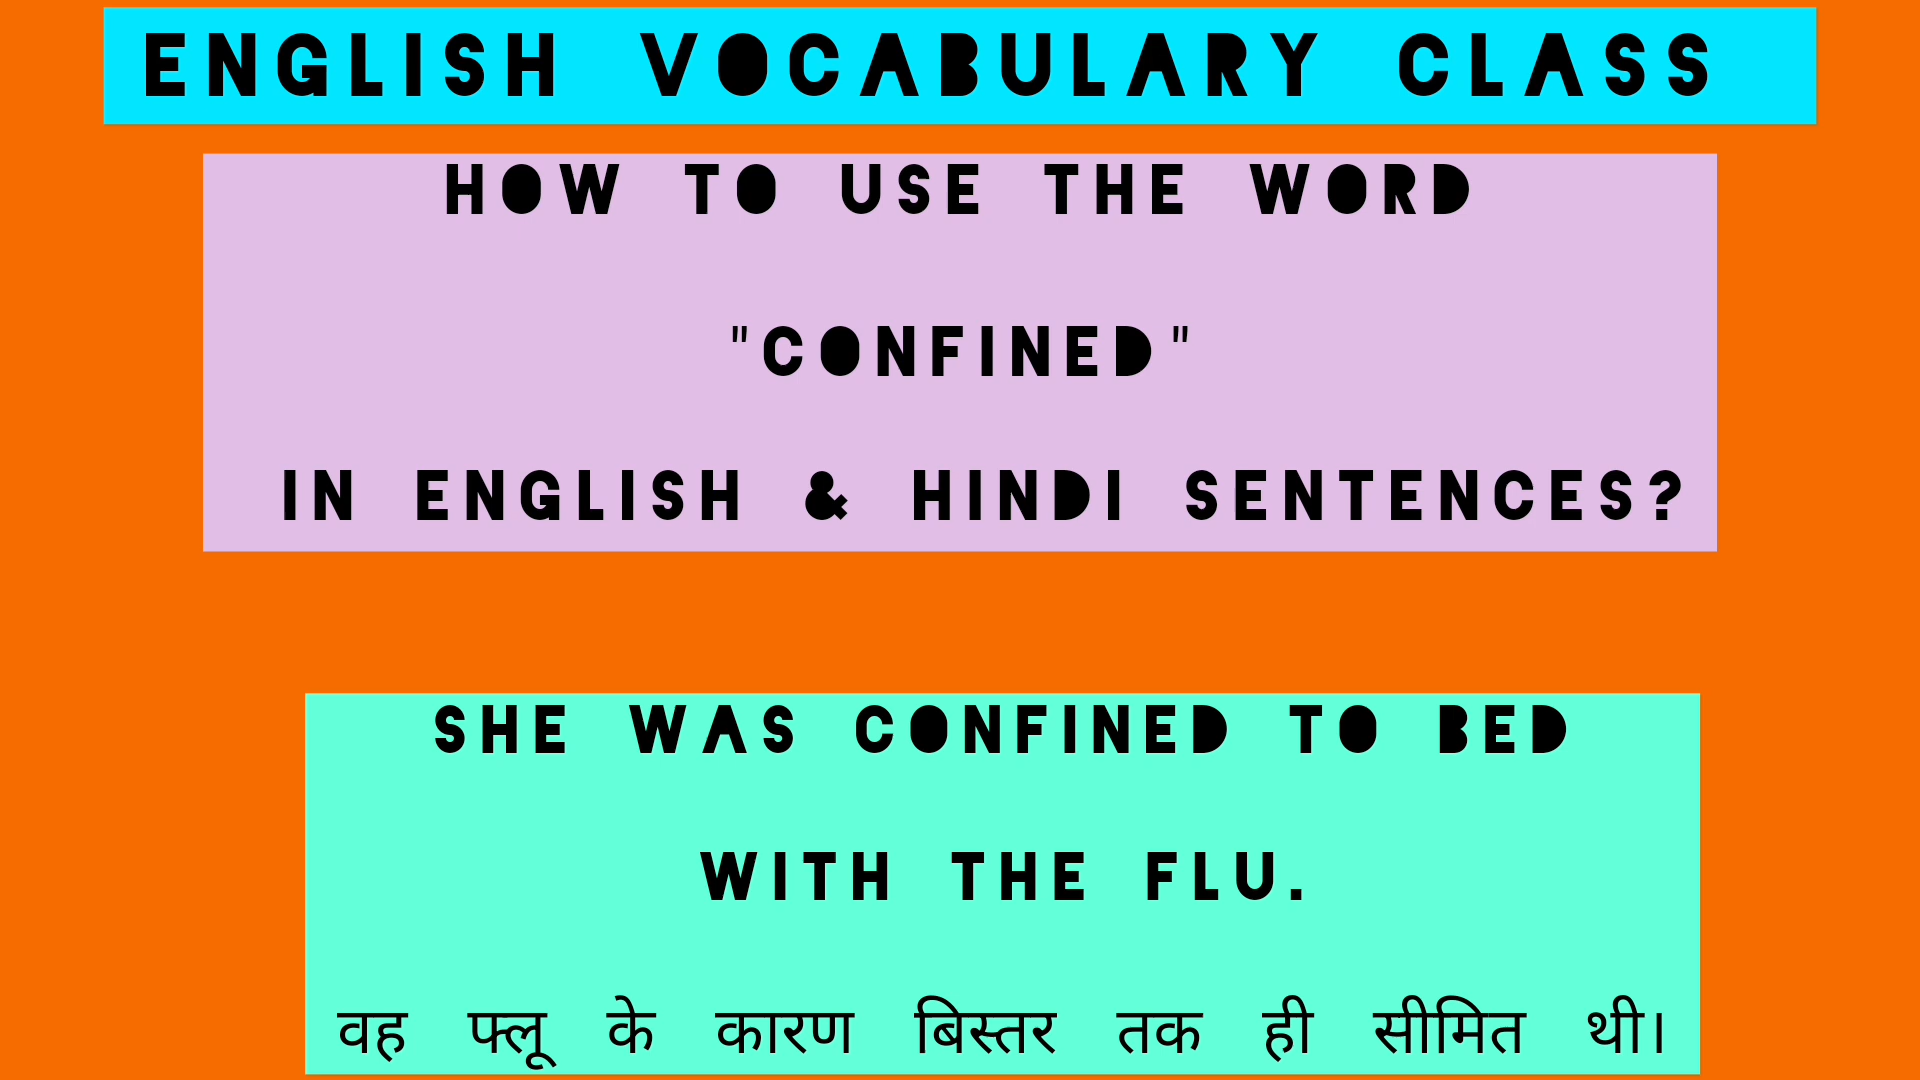 ENGLISH VOCABULARY CLASS
HOW TO USE THE WORD
"CONFINED"
IN ENGLISH & HINDI SENTENCES?
SHE WAS CONFINED TO BED
WITH THE FLU.
वह फ्लू के कारण बिस्तर तक ही सीमित थी।